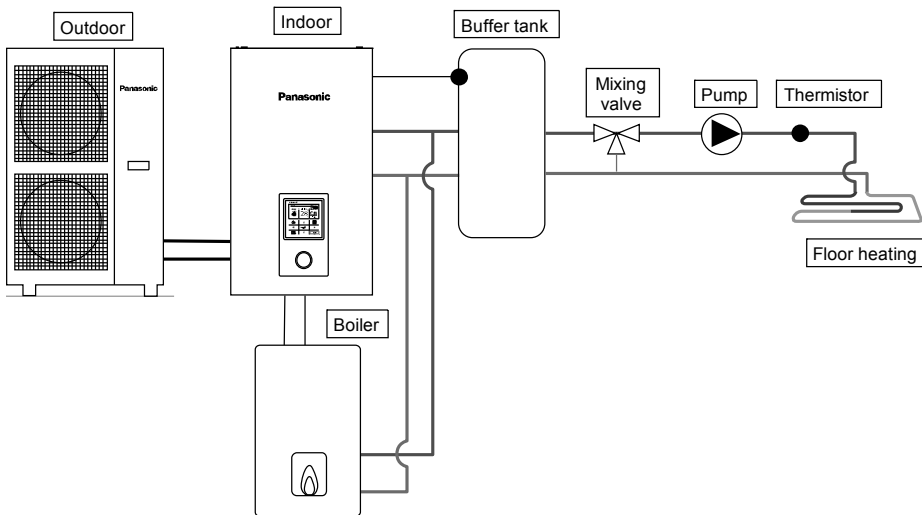 Outdoor
Indoor
Buffer tank
Mixing
valve
Pump
Thermistor
Panasonic
Panasonic
Floor heating
Boiler